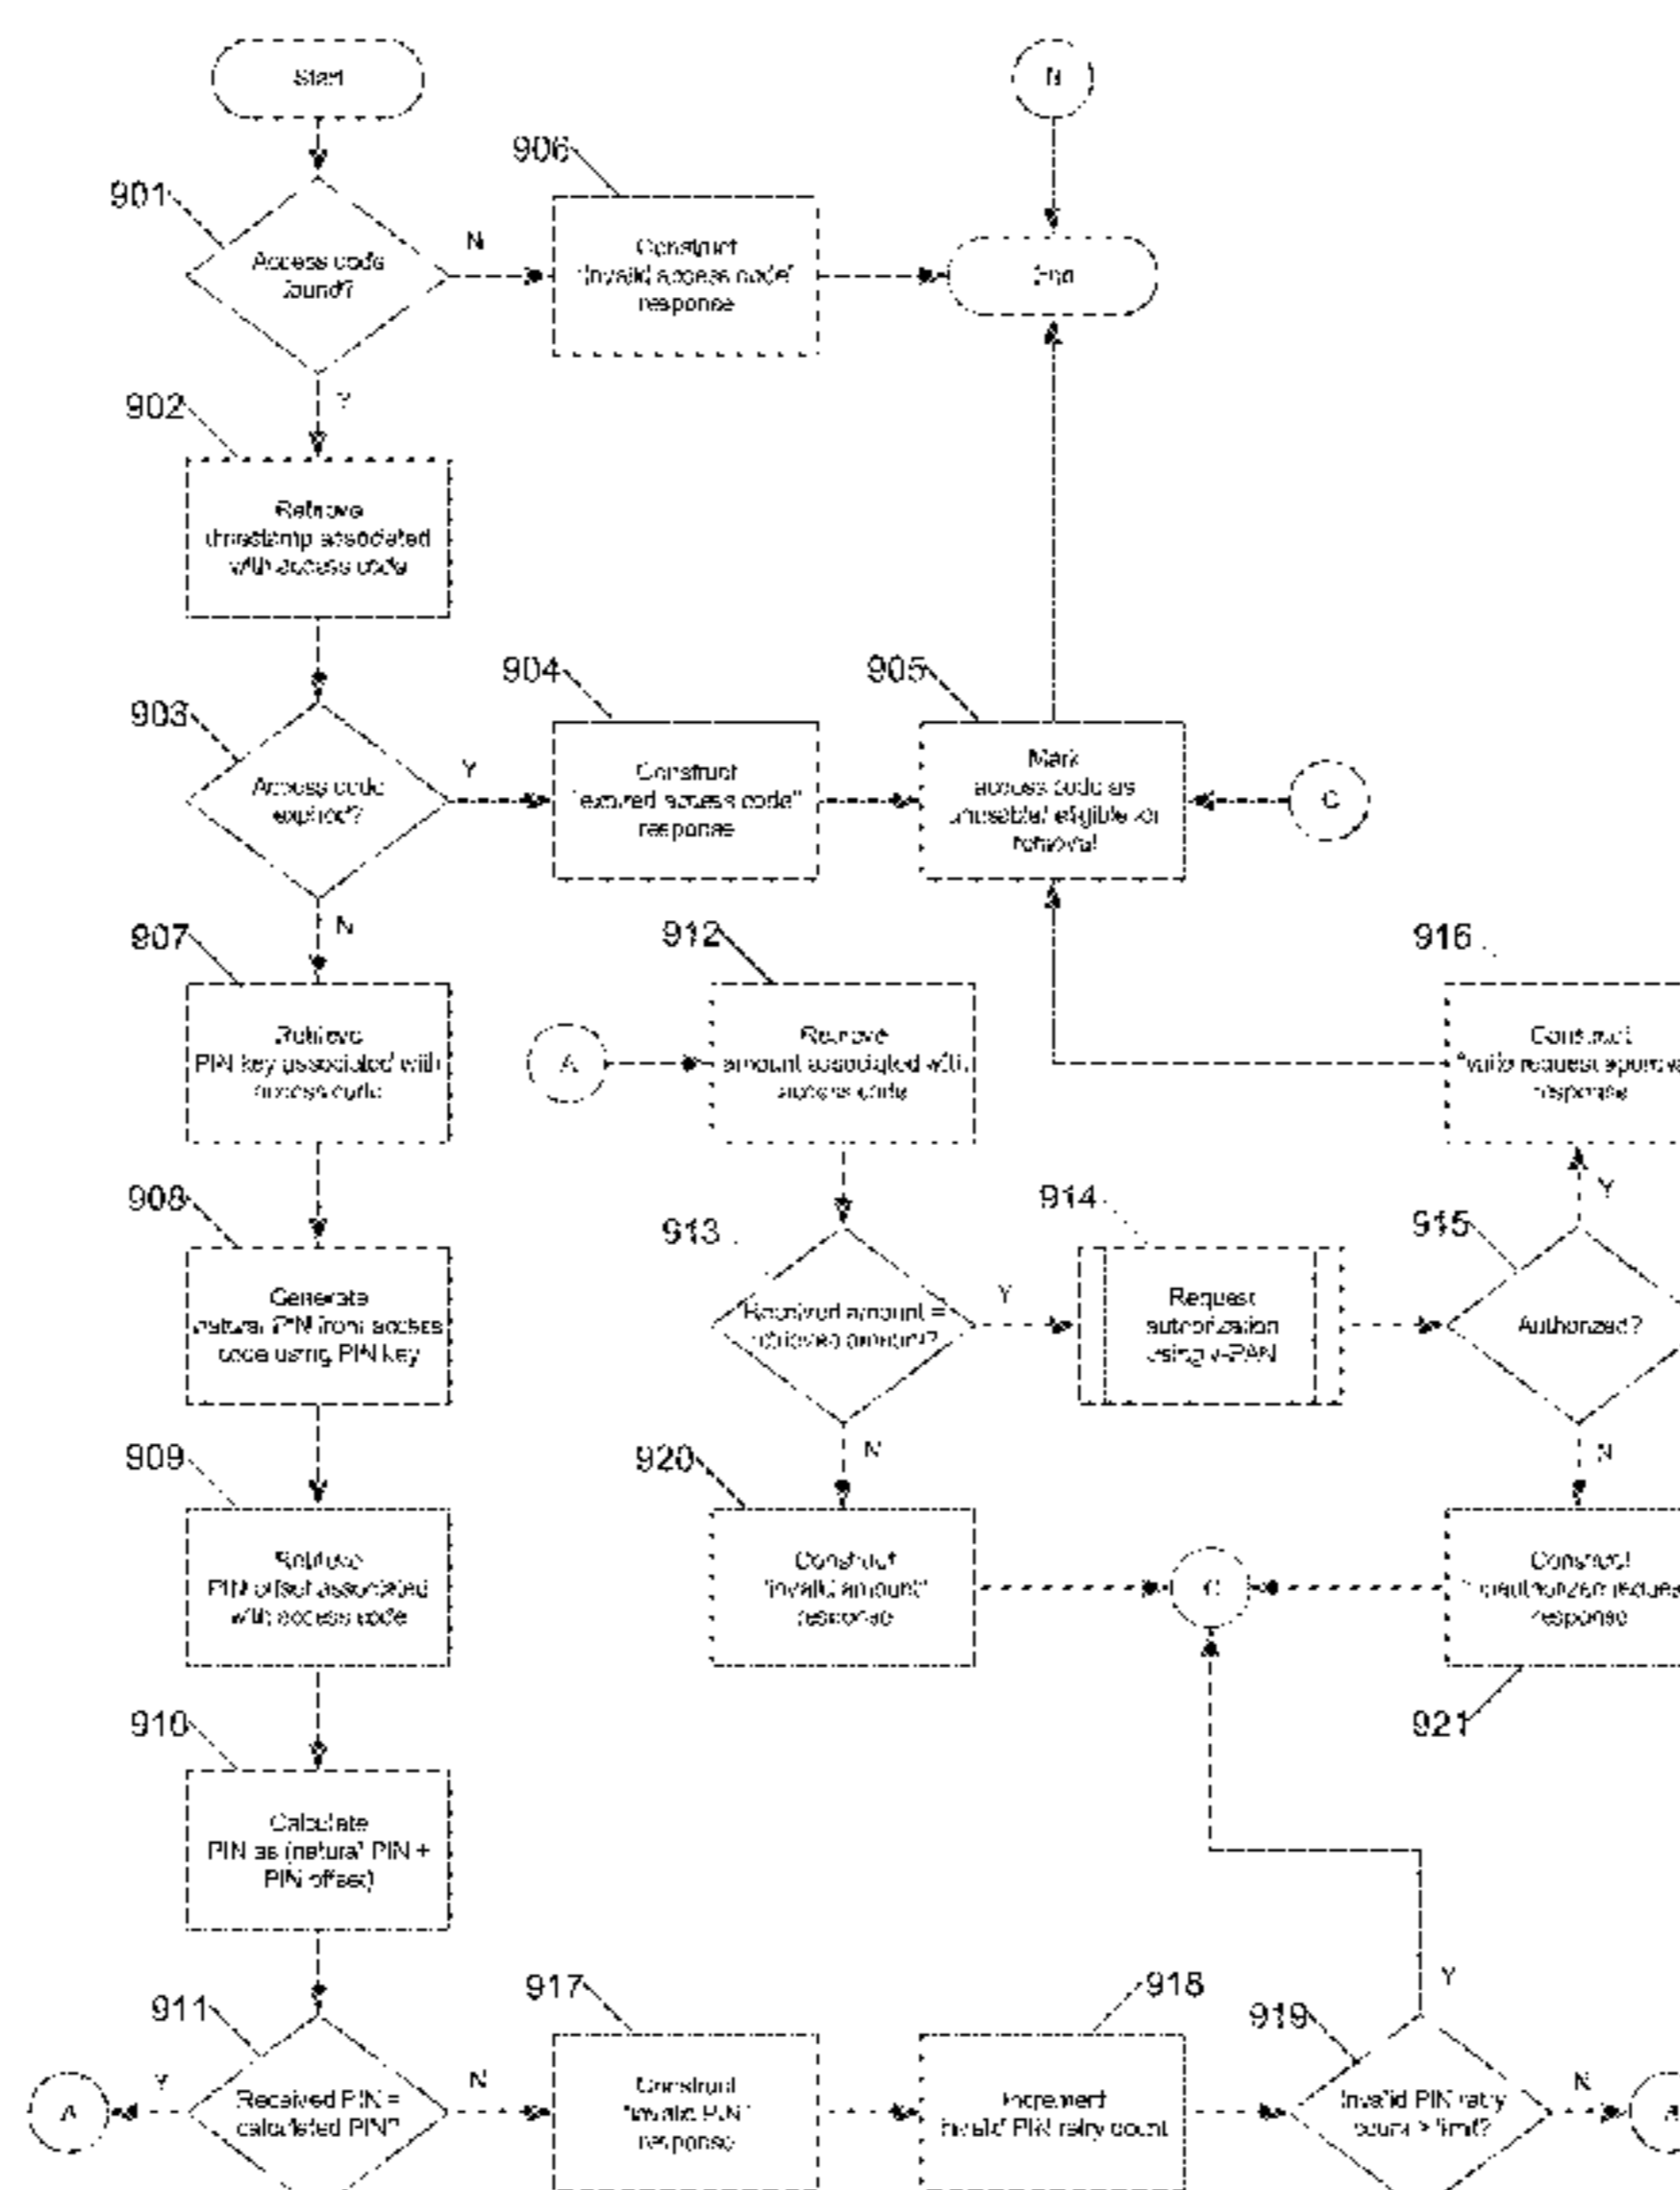 Start
901
Access code
found?
N
906
Construct
"invalid access code"
response
End
Y
902
Retrieve
timestamp associated
with access code
903
Access code
expired?
Y
904
Construct
"expired access code"
response
905
Mark
access code as
unusable/ eligible for
removal
C
N
907
Retrieve
PIN key associated with
access code
908
Generate
natural PIN from access
code using PIN key
909
Retrieve
PIN offset associated
with access code
910
Calculate
PIN as (natural PIN +
PIN offset)
911
Received PIN =
calculated PIN?
Y
A
N
917
Construct
"invalid PIN"
response
918
Increment
invalid PIN retry count
919
Invalid PIN retry
count > limit?
Y
N
A
912
Retrieve
amount associated with
access code
913
Received amount =
retrieved amount?
Y
914
Request
authorization
using v-PAN
915
Authorized?
Y
916
Construct
request
response
N
920
Construct
"invalid amount"
response
C
N
921
Construct
response